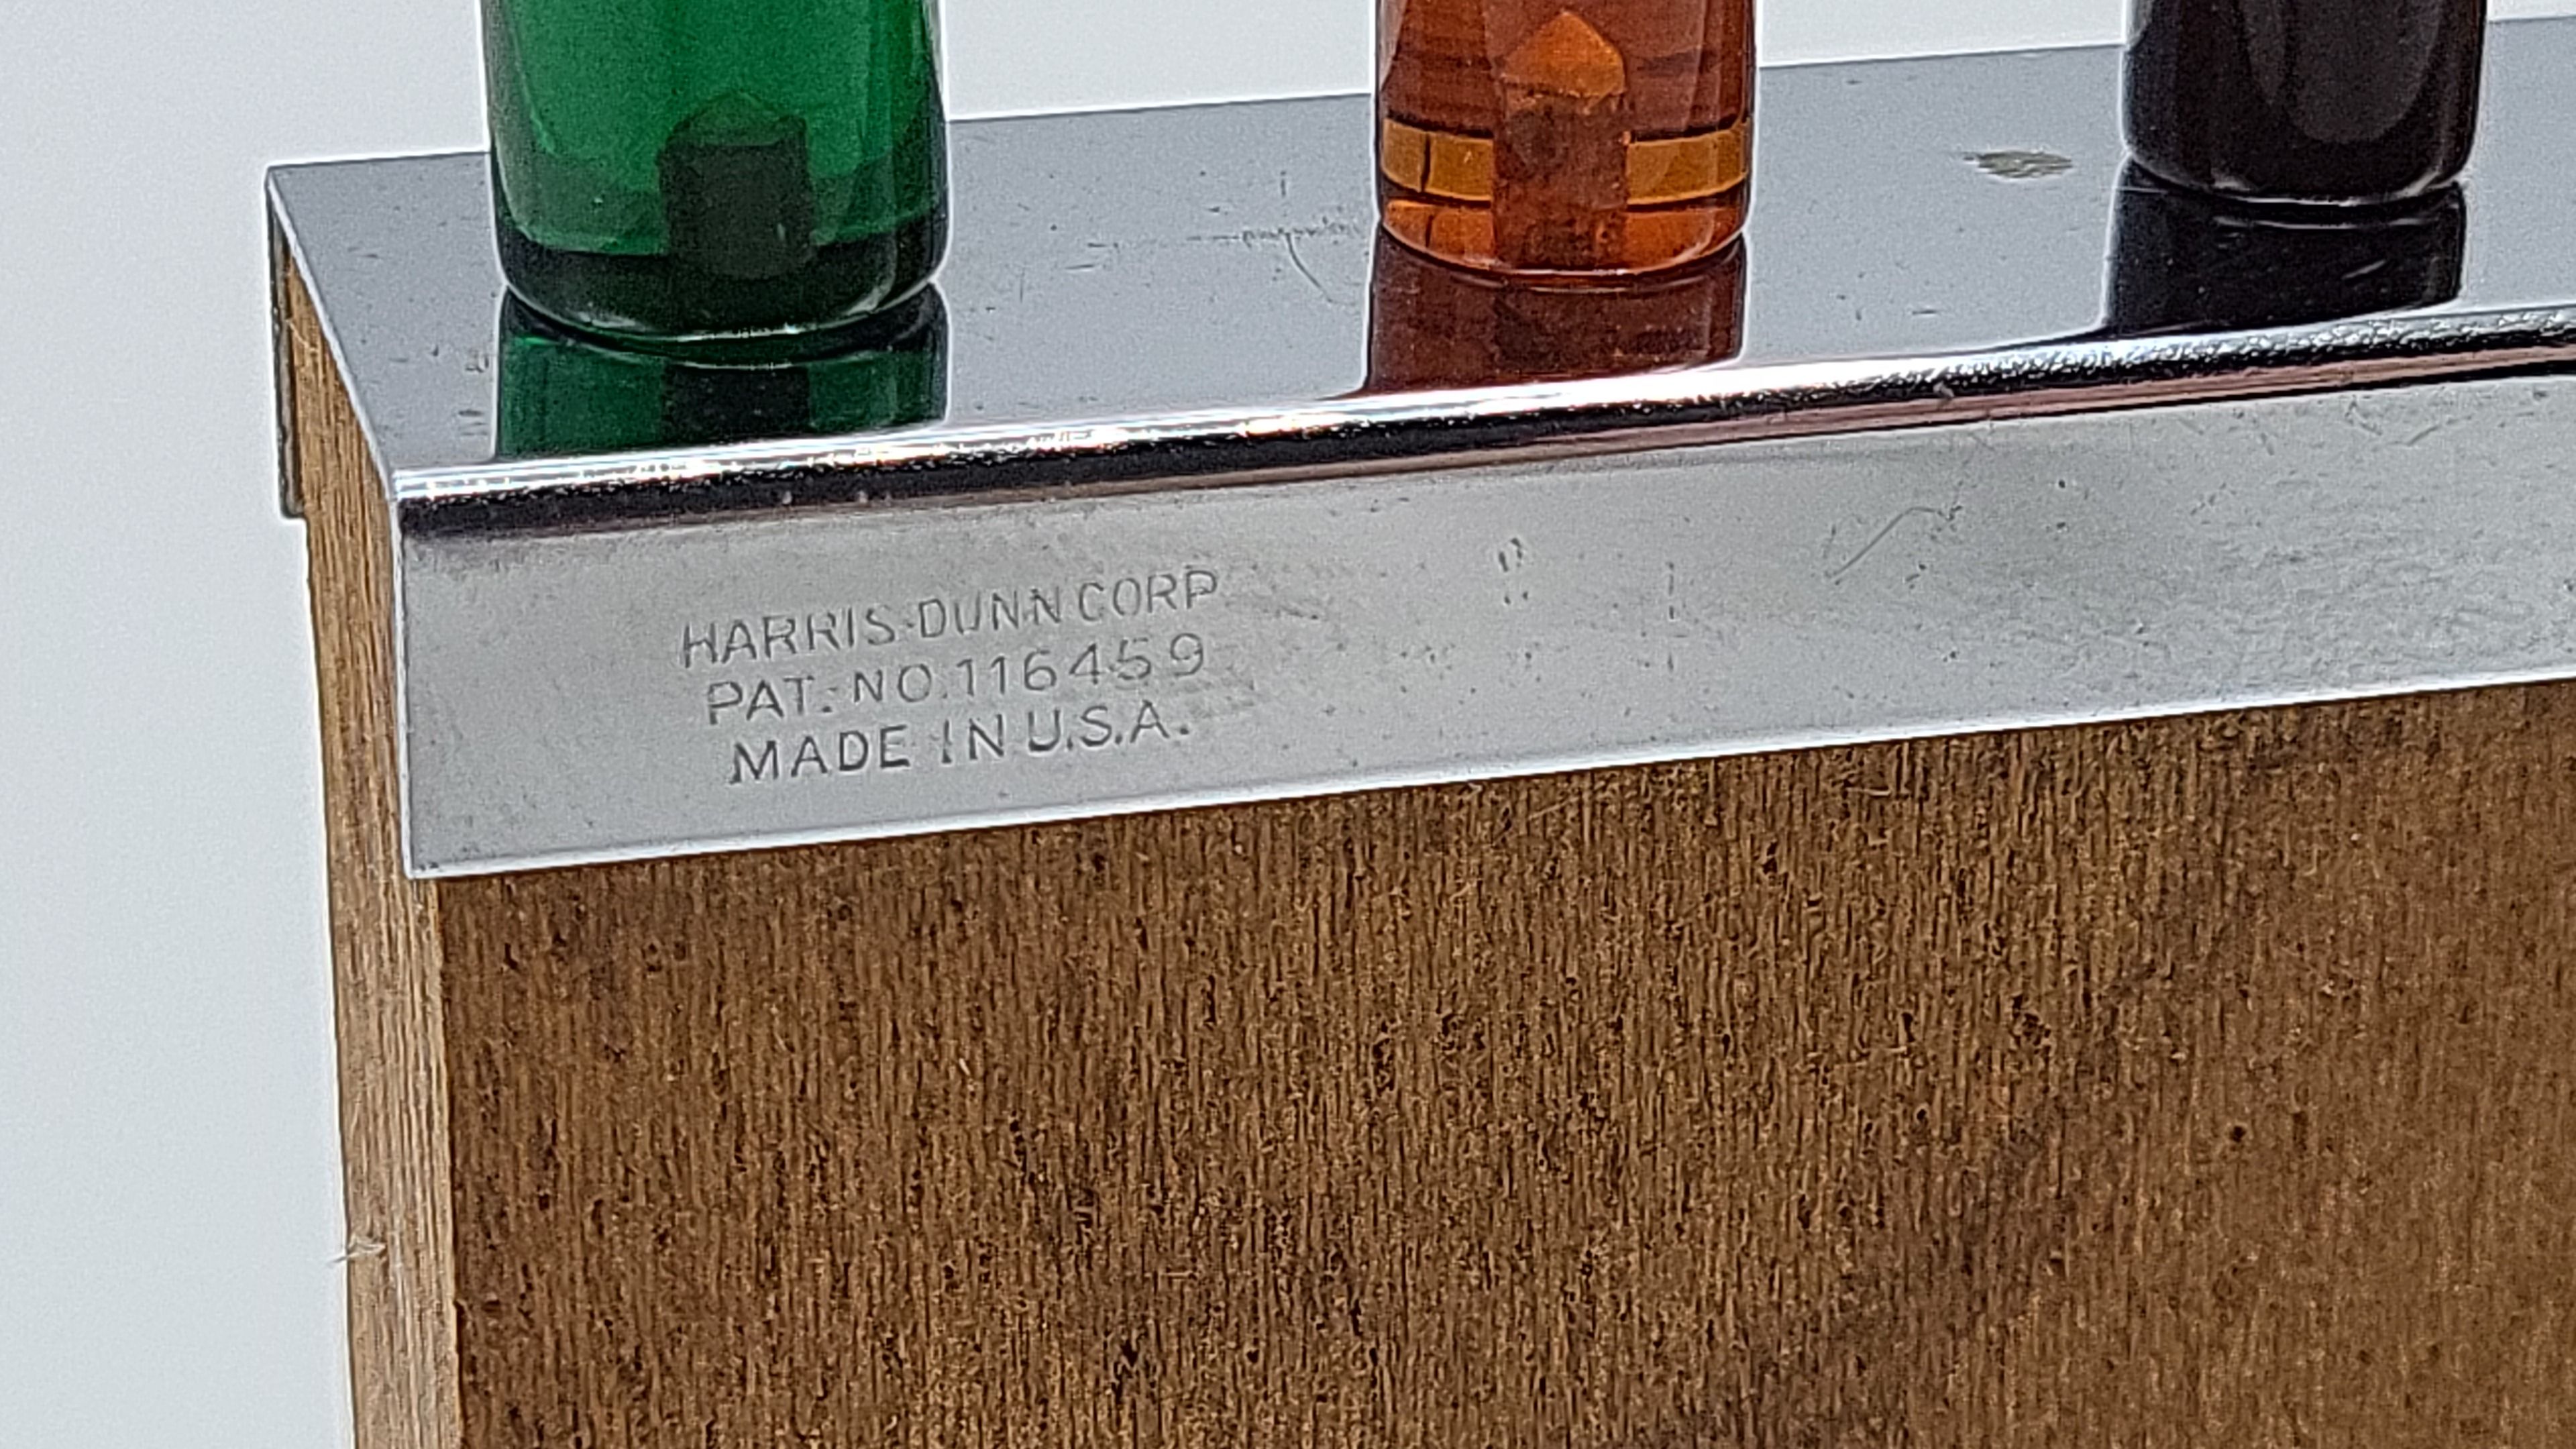 HARRIS-DUNN CORP
PAT. NO. 116459
MADE IN U.S.A.